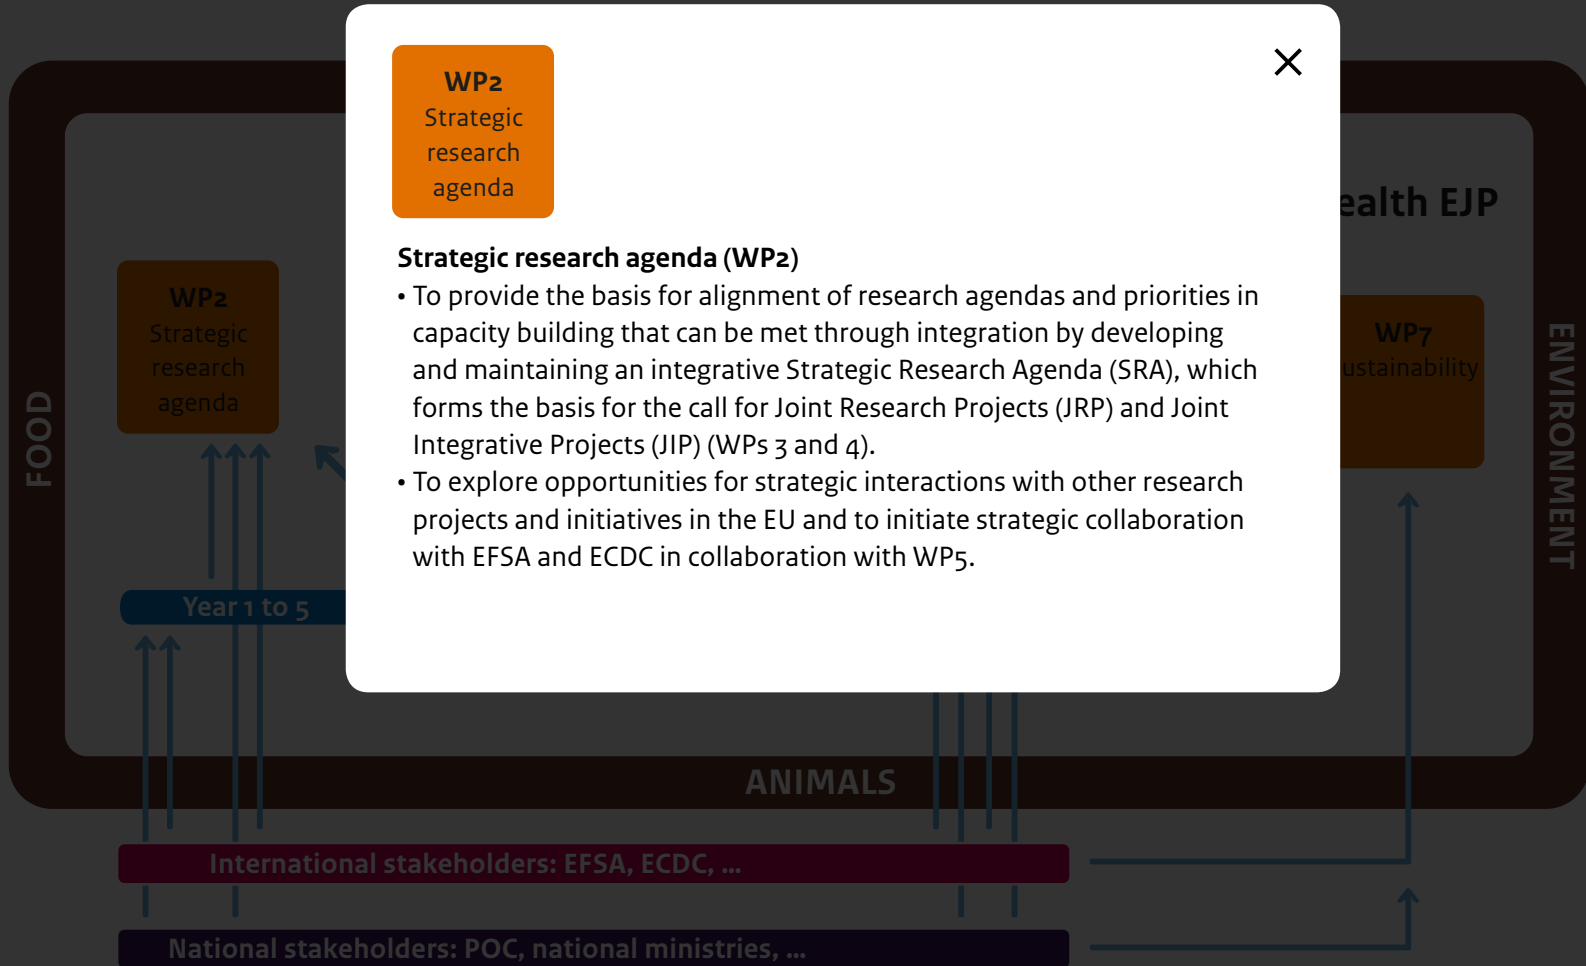 WP2
Strategic
research
agenda
Strategic research agenda (WP2)
• To provide the basis for alignment of research agendas and priorities in
capacity building that can be met through integration by developing
and maintaining an integrative Strategic Research Agenda (SRA), which
forms the basis for the call for Joint Research Projects (JRP) and Joint
Integrative Projects (JIP) (WPs 3 and 4).
• To explore opportunities for strategic interactions with other research
projects and initiatives in the EU and to initiate strategic collaboration
with EFSA and ECDC in collaboration with WP5.
ealth EJP
WP2
Strategic
research
agenda
WP7
ustainability
FOOD
ENVIRONMENT
Year 1 to 5
ANIMALS
International stakeholders: EFSA, ECDC, ...
National stakeholders: POC, national ministries, ...